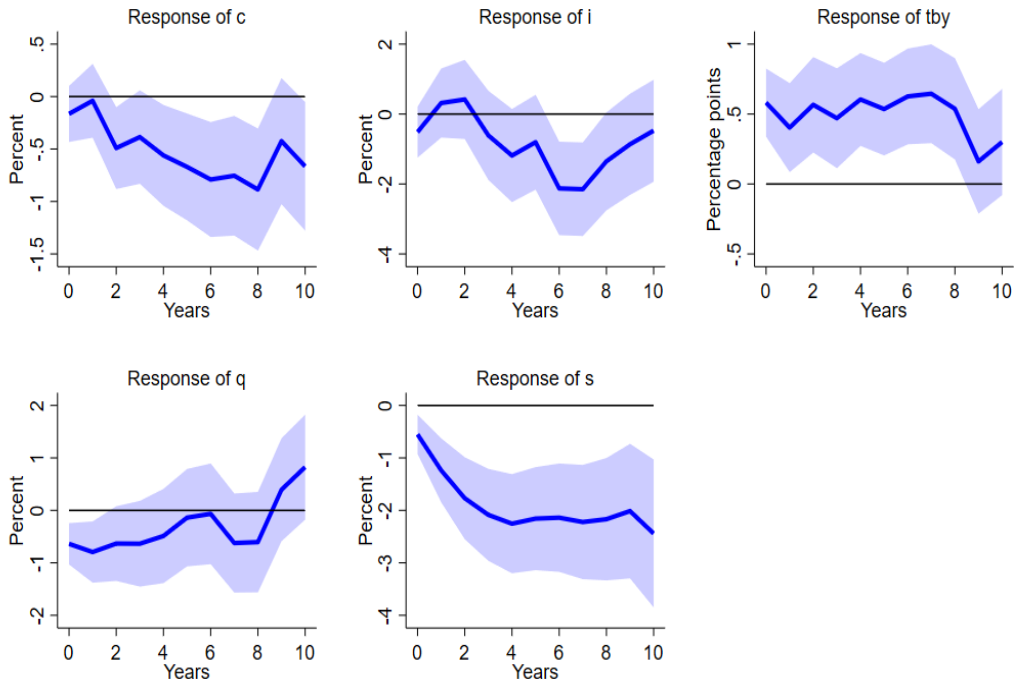 Response of c
.5
0
-.5
-1
-1.5
Percent
0 2 4 6 8 10
Years
Response of i
2
0
-2
-4
Percent
0 2 4 6 8 10
Years
Response of tby
1
.5
0
-.5
Percentage points
0 2 4 6 8 10
Years
Response of q
2
1
0
-1
-2
Percent
0 2 4 6 8 10
Years
Response of s
0
-1
-2
-3
-4
Percent
0 2 4 6 8 10
Years